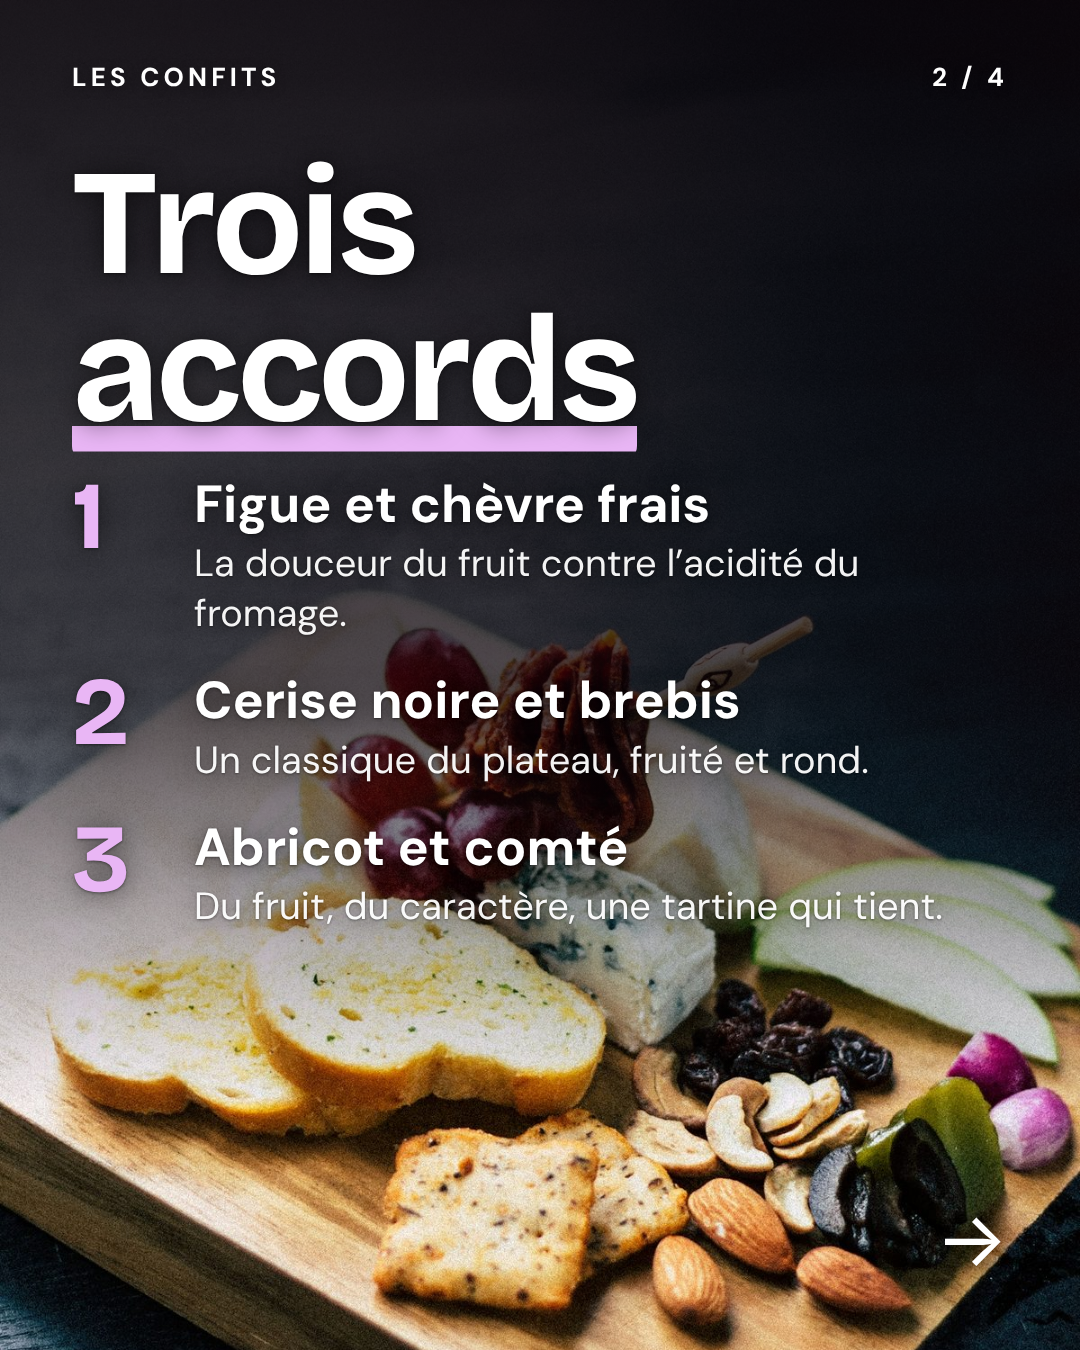 LES CONFITS
2 / 4
Trois
accords
1
Figue et chèvre frais
La douceur du fruit contre l’acidité du
fromage.
2
Cerise noire et brebis
Un classique du plateau, fruité et rond.
3
Abricot et comté
Du fruit, du caractère, une tartine qui tient.